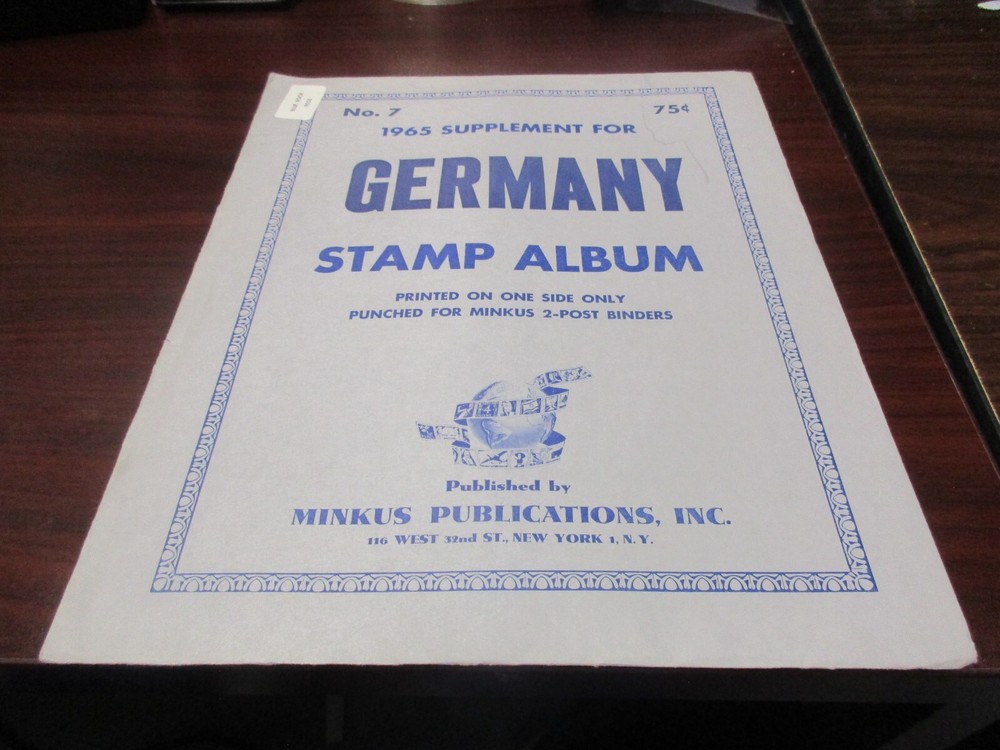 No. 7
75¢
1965 SUPPLEMENT FOR
GERMANY
STAMP ALBUM
PRINTED ON ONE SIDE ONLY
PUNCHED FOR MINKUS 2-POST BINDERS
Published by
MINKUS PUBLICATIONS, INC.
116 WEST 32nd ST., NEW YORK 1, N.Y.